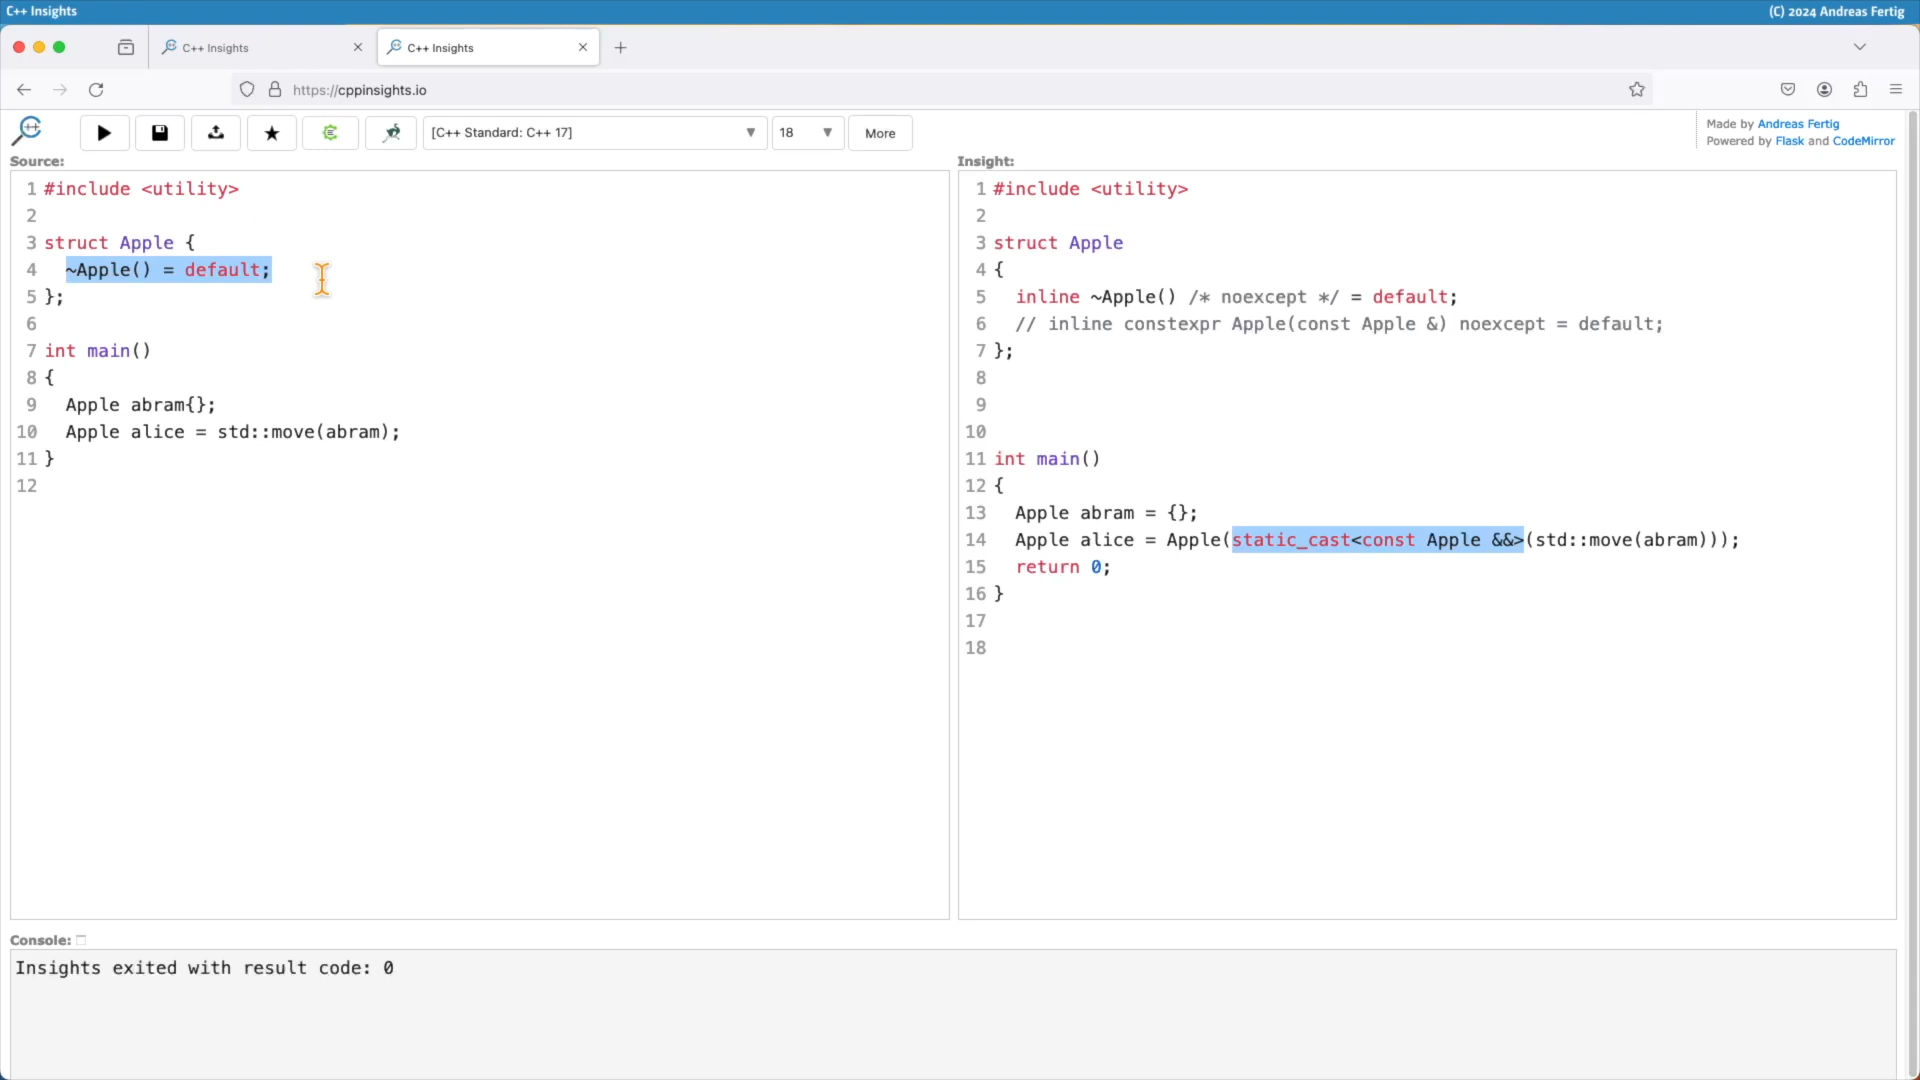 C++ Insights
(C) 2024 Andreas Fertig
C++ Insights
C++ Insights
https://cppinsights.io
[C++ Standard: C++ 17]
18
More
Made by Andreas Fertig
Powered by Flask and CodeMirror
Source:
1 #include <utility>
2
3 struct Apple {
4   ~Apple() = default;
5 };
6
7 int main()
8 {
9   Apple abram{};
10   Apple alice = std::move(abram);
11 }
12
Insight:
1 #include <utility>
2
3 struct Apple
4 {
5   inline ~Apple() /* noexcept */ = default;
6   // inline constexpr Apple(const Apple &) noexcept = default;
7 };
8
9
10
11 int main()
12 {
13   Apple abram = {};
14   Apple alice = Apple(static_cast<const Apple &&>(std::move(abram)));
15   return 0;
16 }
17
18
Console:
Insights exited with result code: 0